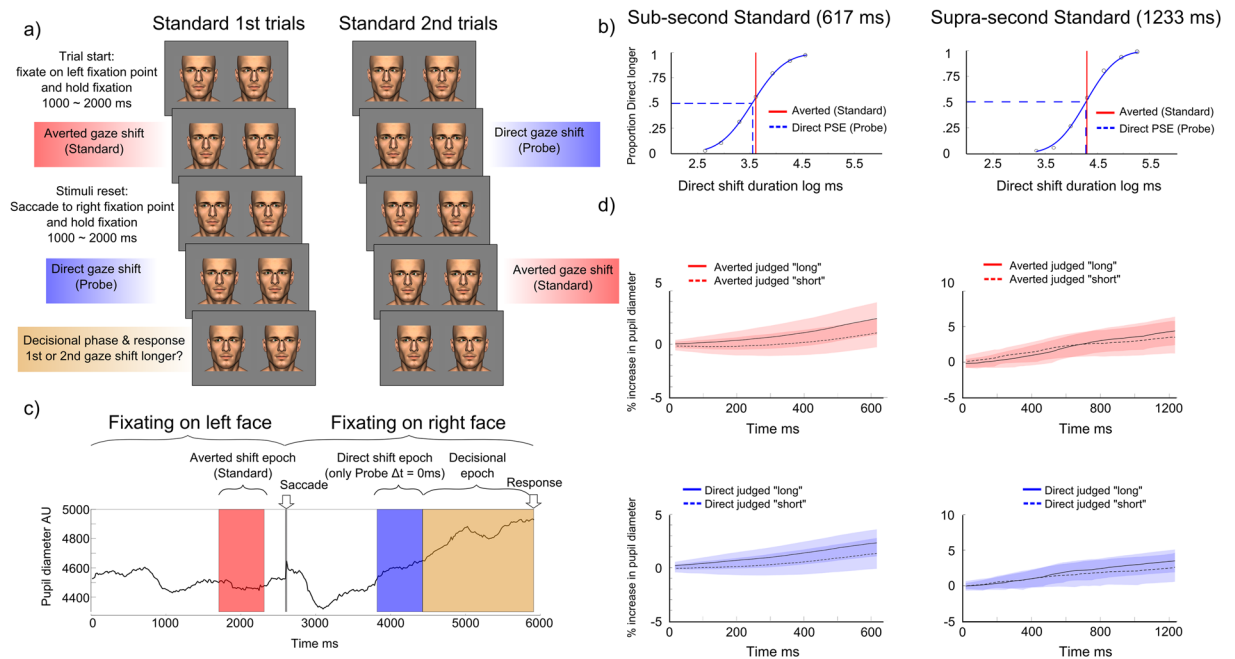 a)
Standard 1st trials
Standard 2nd trials
Trial start:
fixate on left fixation point
and hold fixation
1000 ~ 2000 ms
Averted gaze shift
(Standard)
Direct gaze shift
(Probe)
Stimuli reset:
Saccade to right fixation point
and hold fixation
1000 ~ 2000 ms
Direct gaze shift
(Probe)
Averted gaze shift
(Standard)
Decisional phase & response
1st or 2nd gaze shift longer?
b)
Sub-second Standard (617 ms)
Supra-second Standard (1233 ms)
Proportion Direct longer
1
.75
.5
.25
0
Averted (Standard)
Direct PSE (Probe)
2.5
3.5
4.5
5.5
Direct shift duration log ms
1
.75
.5
.25
0
Averted (Standard)
Direct PSE (Probe)
2.5
3.5
4.5
5.5
Direct shift duration log ms
c)
Fixating on left face
Fixating on right face
Averted shift epoch
(Standard)
Saccade
Direct shift epoch
(only Probe Δt = 0ms)
Decisional
epoch
Response
Pupil diameter AU
5000
4800
4600
4400
0
1000
2000
3000
4000
5000
6000
Time ms
d)
Averted judged "long"
Averted judged "short"
% increase in pupil diameter
5
0
-5
0
200
400
600
Time ms
Averted judged "long"
Averted judged "short"
10
5
0
-5
0
400
800
1200
Time ms
Direct judged "long"
Direct judged "short"
% increase in pupil diameter
5
0
-5
0
200
400
600
Time ms
Direct judged "long"
Direct judged "short"
10
5
0
-5
0
400
800
1200
Time ms